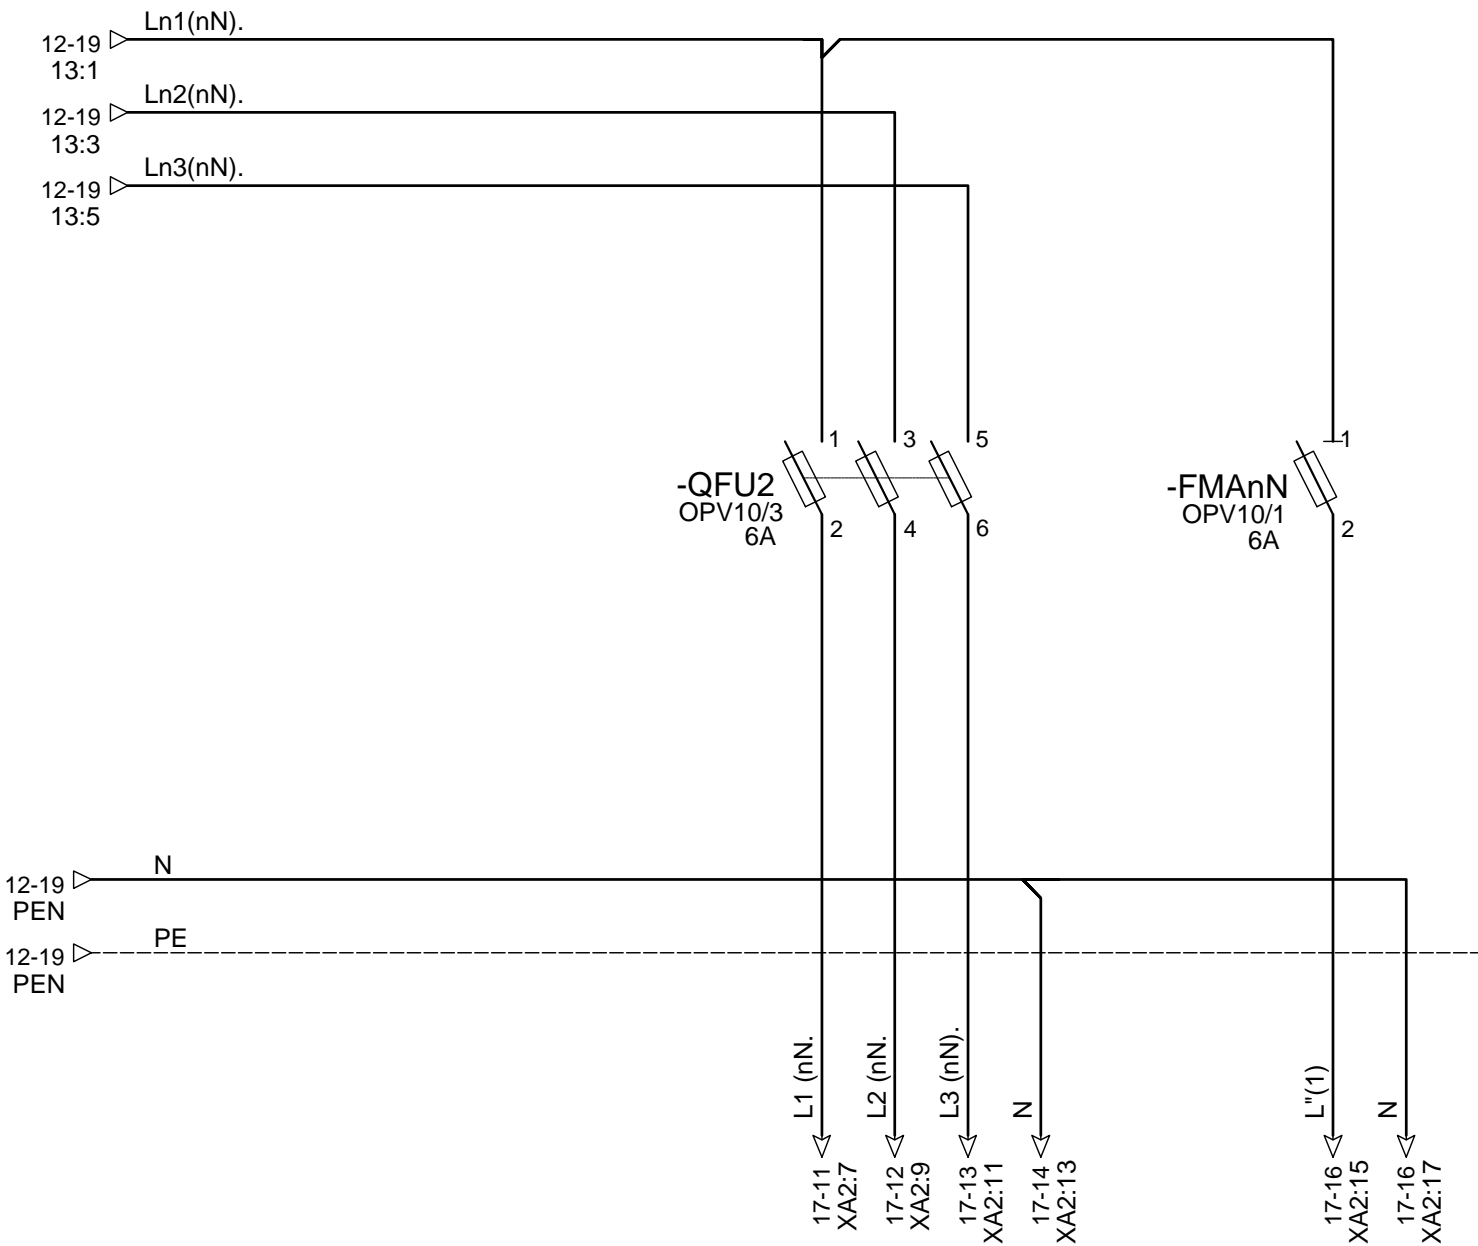 Ln1(nN).
12-19
13:1
Ln2(nN).
12-19
13:3
Ln3(nN).
12-19
13:5
1
3
5
-QFU2
OPV10/3
6A
2
4
6
1
-FMAnN
OPV10/1
6A
2
N
12-19
PEN
PE
12-19
PEN
L1 (nN.
L2 (nN.
L3 (nN).
N
L"(1)
N
17-11
XA2:7
17-12
XA2:9
17-13
XA2:11
17-14
XA2:13
17-16
XA2:15
17-16
XA2:17